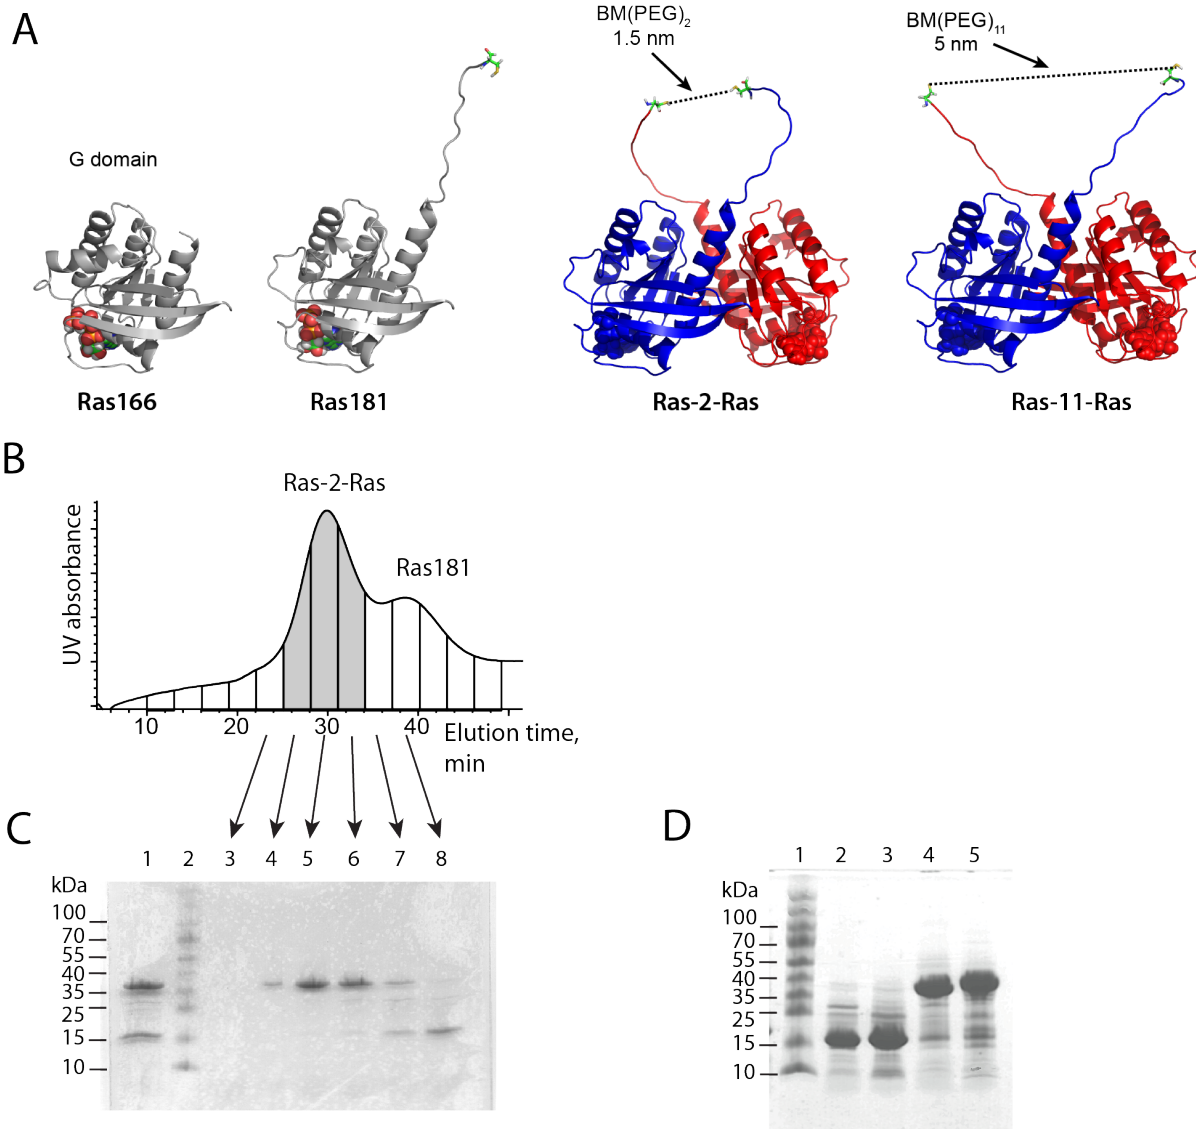 A
BM(PEG)2
1.5 nm
BM(PEG)11
5 nm
G domain
Ras166
Ras181
Ras-2-Ras
Ras-11-Ras
B
Ras-2-Ras
Ras181
UV absorbance
10 20 30 40
Elution time,
min
C
1 2 3 4 5 6 7 8
kDa
100
70
55
40
35
25
15
10
D
1 2 3 4 5
kDa
100
70
55
40
35
25
15
10